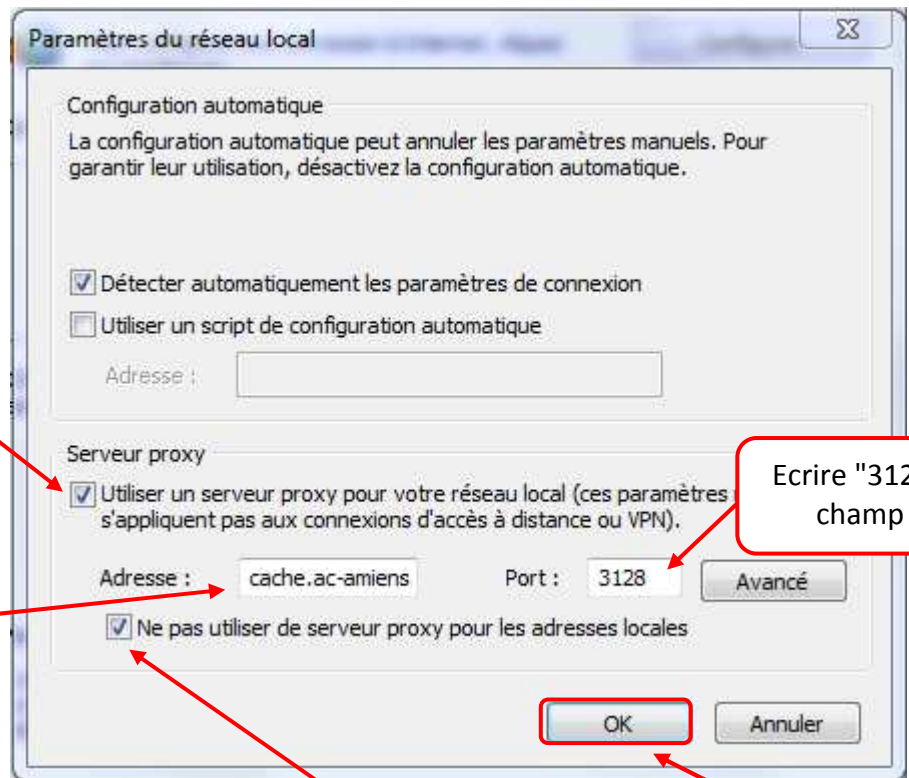 Paramètres du réseau local
Configuration automatique
La configuration automatique peut annuler les paramètres manuels. Pour
garantir leur utilisation, désactivez la configuration automatique.
Détecter automatiquement les paramètres de connexion
Utiliser un script de configuration automatique
Adresse :
Serveur proxy
Utiliser un serveur proxy pour votre réseau local (ces paramètres
s'appliquent pas aux connexions d'accès à distance ou VPN).
Ecrire "312
champ
Adresse : cache.ac-amiens Port : 3128 Avancé
Ne pas utiliser de serveur proxy pour les adresses locales
OK Annuler